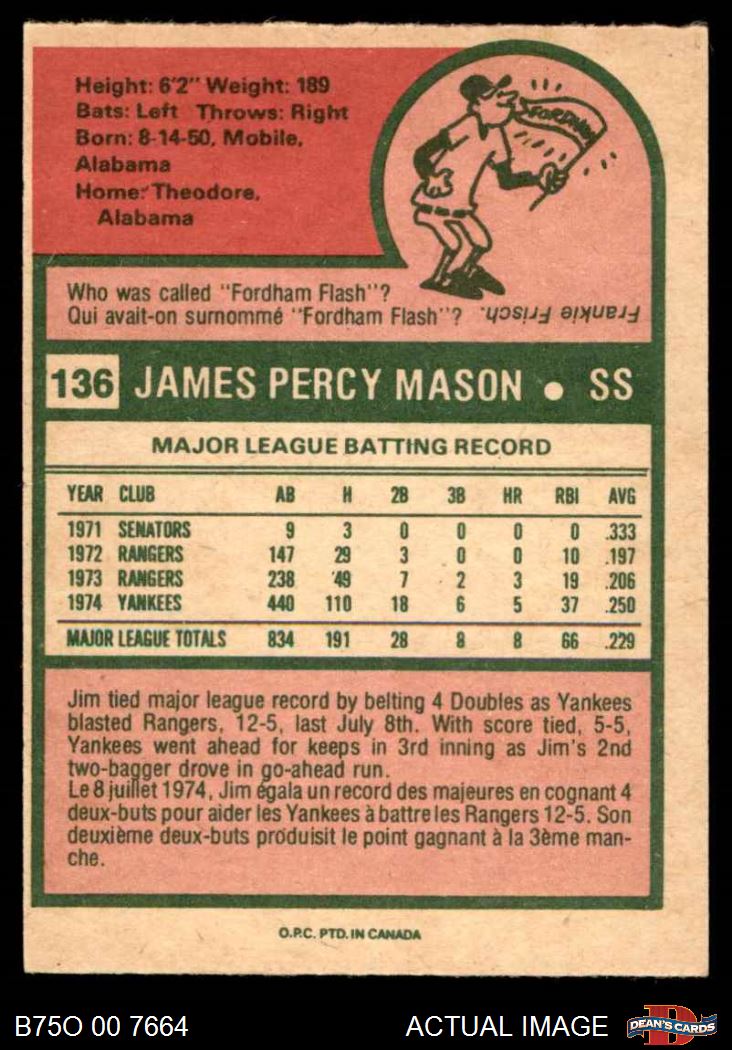 Height: 6'2" Weight: 189
Bats: Left Throws: Right
Born: 8-14-50, Mobile,
Alabama
Home: Theodore,
Alabama
FORDHAM
Who was called "Fordham Flash"?
Qui avait-on surnommé "Fordham Flash"?
Frankie Frisch.
136 JAMES PERCY MASON • SS
MAJOR LEAGUE BATTING RECORD
YEAR CLUB AB H 2B 3B HR RBI AVG
1971 SENATORS 9 3 0 0 0 0 .333
1972 RANGERS 147 29 3 0 0 10 .197
1973 RANGERS 238 49 7 2 3 19 .206
1974 YANKEES 440 110 18 6 5 37 .250
MAJOR LEAGUE TOTALS 834 191 28 8 8 66 .229
Jim tied major league record by belting 4 Doubles as Yankees
blasted Rangers, 12-5, last July 8th. With score tied, 5-5,
Yankees went ahead for keeps in 3rd inning as Jim's 2nd
two-bagger drove in go-ahead run.
Le 8 juillet 1974, Jim égala un record des majeures en cognant 4
deux-buts pour aider les Yankees à battre les Rangers 12-5. Son
deuxième deux-buts produisit le point gagnant à la 3ème man-
che.
O.P.C. PTD. IN CANADA
B75O 00 7664
ACTUAL IMAGE
D
DEAN'S CARDS